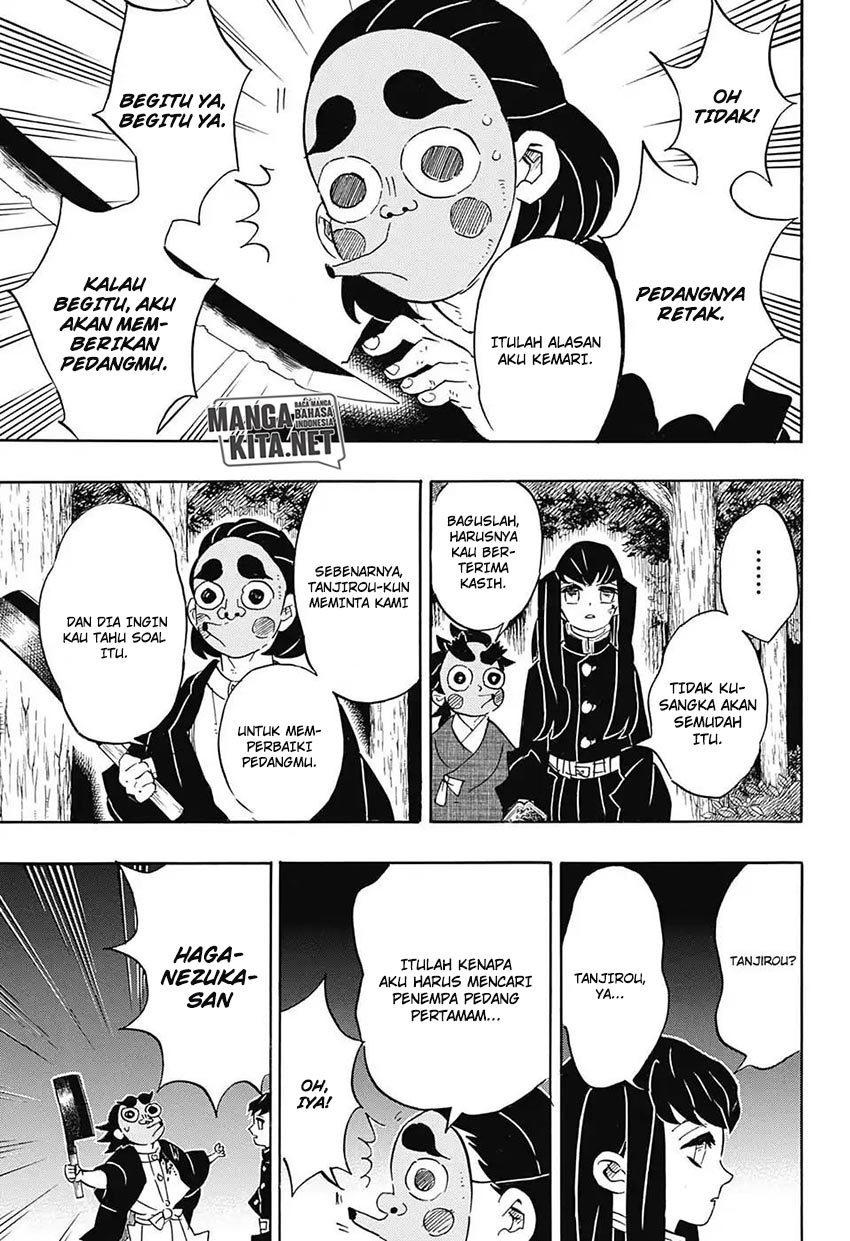 OH
TIDAK!
PEDANGNYA
RETAK.
ITULAH ALASAN
AKU KEMARI.
BEGITU YA,
BEGITU YA.
KALAU
BEGITU, AKU
AKAN MEM-
BERIKAN
PEDANGMU.
MANGA
KITA.NET
BACA MANGA
BAHASA
INDONESIA
.......
TIDAK KU-
SANGKA AKAN
SEMUDAH
ITU.
BAGUSLAH,
HARUSNYA
KAU BER-
TERIMA
KASIH.
SEBENARNYA,
TANJIROU-KUN
MEMINTA KAMI
UNTUK MEM-
PERBAIKI
PEDANGMU.
DAN DIA INGIN
KAU TAHU SOAL
ITU.
TANJIROU?
TANJIROU,
YA...
ITULAH KENAPA
AKU HARUS MENCARI
PENEMPA PEDANG
PERTAMAM...
OH,
IYA!
HAGA-
NEZUKA-
SAN